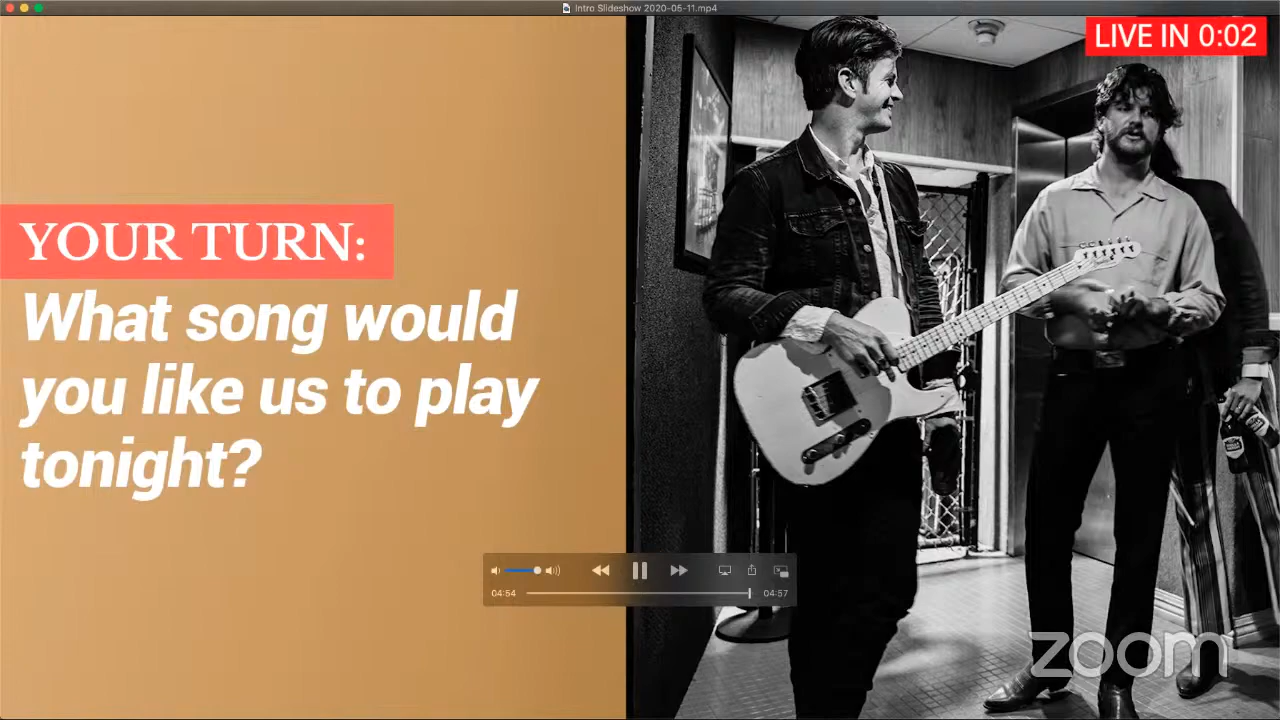 Intro Slideshow 2020-05-11.mp4
LIVE IN 0:02
YOUR TURN:
What song would
you like us to play
tonight?
04:54
04:57
zoom